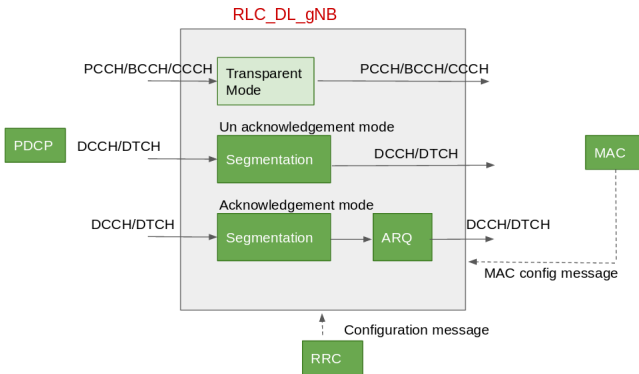 RLC_DL_gNB
PCCH/BCCH/CCCH
Transparent
Mode
PCCH/BCCH/CCCH
Un acknowledgement mode
PDCP
DCCH/DTCH
Segmentation
DCCH/DTCH
MAC
Acknowledgement mode
DCCH/DTCH
Segmentation
ARQ
DCCH/DTCH
MAC config message
Configuration message
RRC